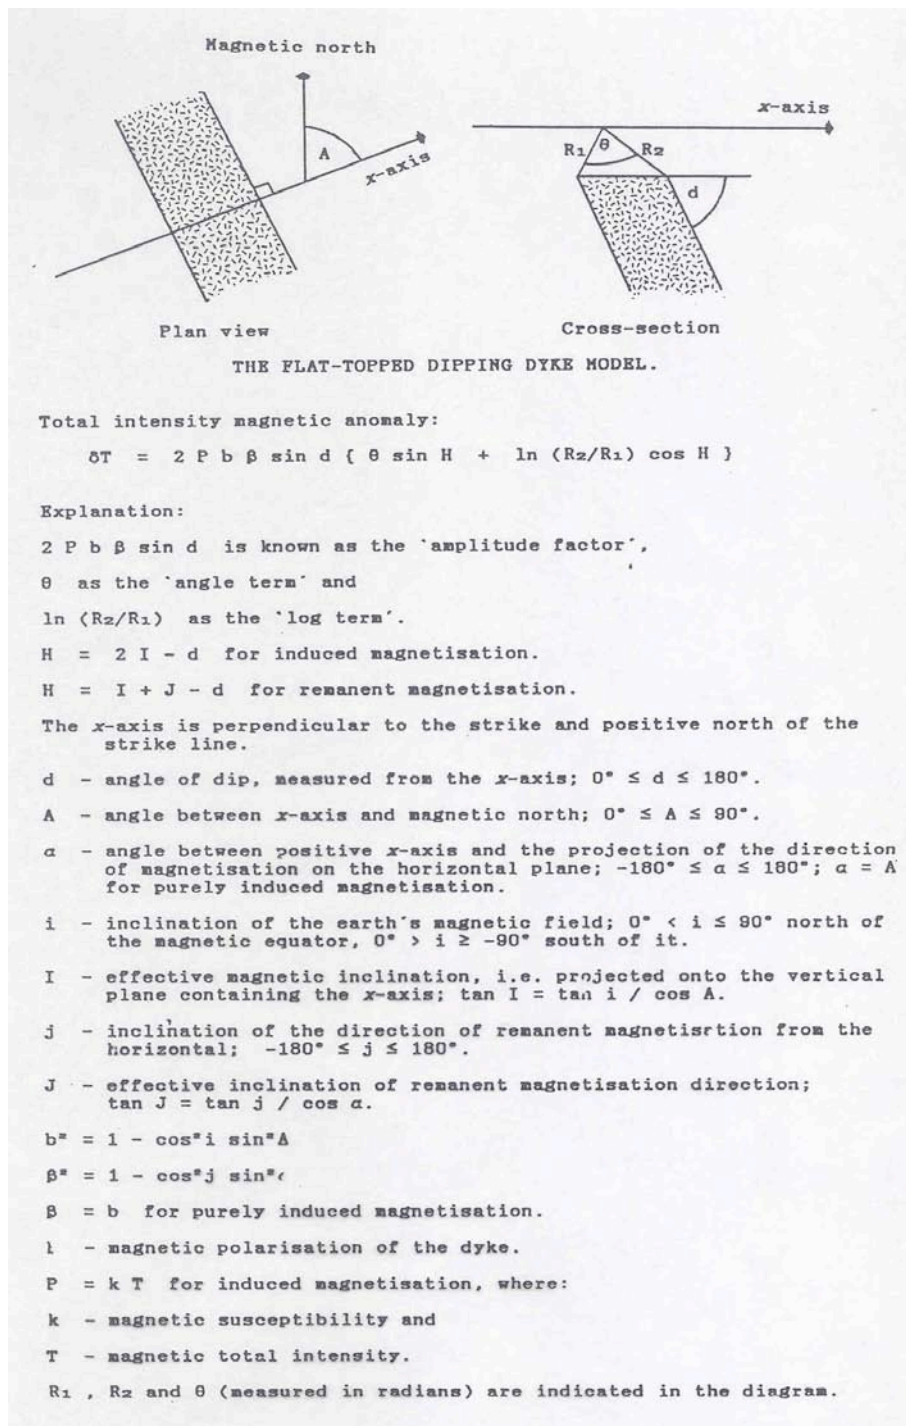 Magnetic north
A
x-axis
Plan view
x-axis
R₁ θ R₂
d
Cross-section
THE FLAT-TOPPED DIPPING DYKE MODEL.
Total intensity magnetic anomaly:
δT = 2 P b β sin d { θ sin H + ln (R₂/R₁) cos H }
Explanation:
2 P b β sin d is known as the `amplitude factor´,
θ as the `angle term´ and
ln (R₂/R₁) as the `log term´.
H = 2 I - d for induced magnetisation.
H = I + J - d for remanent magnetisation.
The x-axis is perpendicular to the strike and positive north of the
strike line.
d - angle of dip, measured from the x-axis; 0° ≤ d ≤ 180°.
A - angle between x-axis and magnetic north; 0° ≤ A ≤ 90°.
α - angle between positive x-axis and the projection of the direction
of magnetisation on the horizontal plane; -180° ≤ α ≤ 180°; α = A
for purely induced magnetisation.
i - inclination of the earth´s magnetic field; 0° < i ≤ 90° north of
the magnetic equator, 0° > i ≥ -90° south of it.
I - effective magnetic inclination, i.e. projected onto the vertical
plane containing the x-axis; tan I = tan i / cos A.
j - inclination of the direction of remanent magnetisrtion from the
horizontal; -180° ≤ j ≤ 180°.
J - effective inclination of remanent magnetisation direction;
tan J = tan j / cos α.
b² = 1 - cos²i sin²A
β² = 1 - cos²j sin²
β = b for purely induced magnetisation.
- magnetic polarisation of the dyke.
P = k T for induced magnetisation, where:
k - magnetic susceptibility and
T - magnetic total intensity.
R₁ , R₂ and θ (measured in radians) are indicated in the diagram.